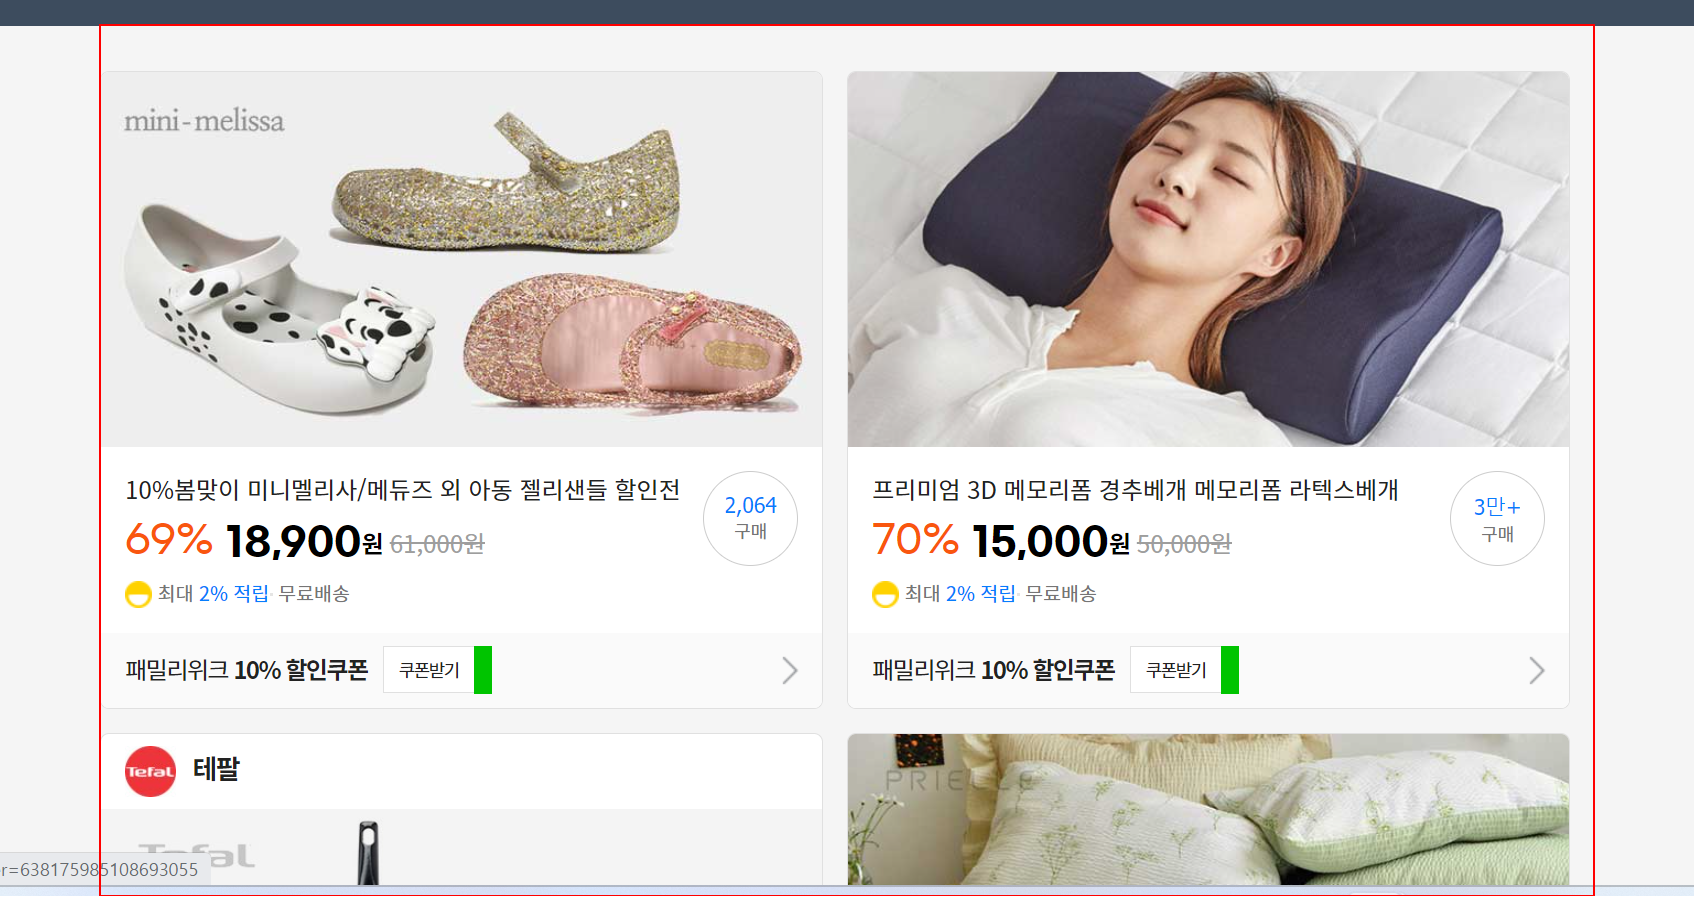 mini-melissa
10%봄맞이 미니멜리사/메듀즈 외 아동 젤리샌들 할인전
69% 18,900원 61,000원
2,064
구매
최대 2% 적립· 무료배송
패밀리위크 10% 할인쿠폰 쿠폰받기
프리미엄 3D 메모리폼 경추베개 메모리폼 라텍스베개
70% 15,000원 50,000원
3만+
구매
최대 2% 적립· 무료배송
패밀리위크 10% 할인쿠폰 쿠폰받기
Tefal 테팔
Tefal
PRIELLE
r=638175985108693055